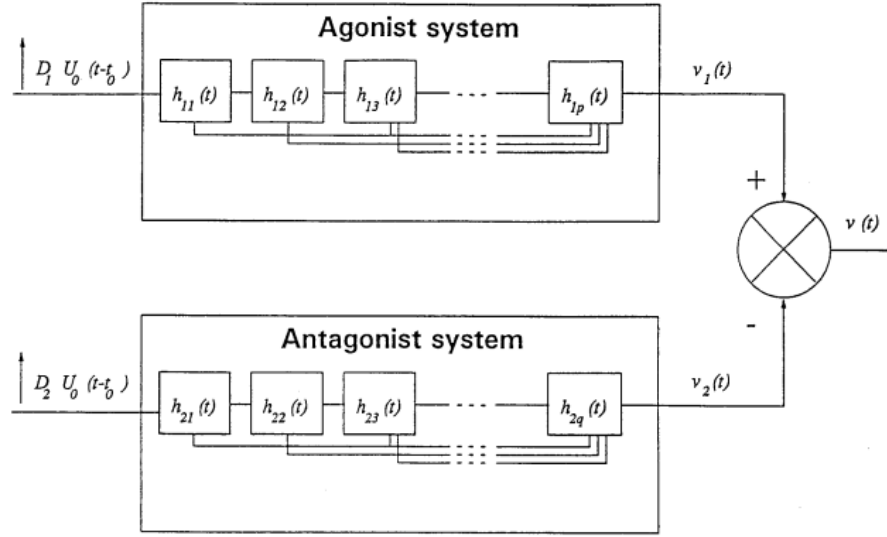 Agonist system
D₁ U₀ (t-t₀)
h₁₁(t)
h₁₂(t)
h₁₃(t)
- - -
h₁ₚ(t)
v₁(t)
+
v(t)
-
Antagonist system
D₂ U₀ (t-t₀)
h₂₁(t)
h₂₂(t)
h₂₃(t)
- - -
h₂q(t)
v₂(t)